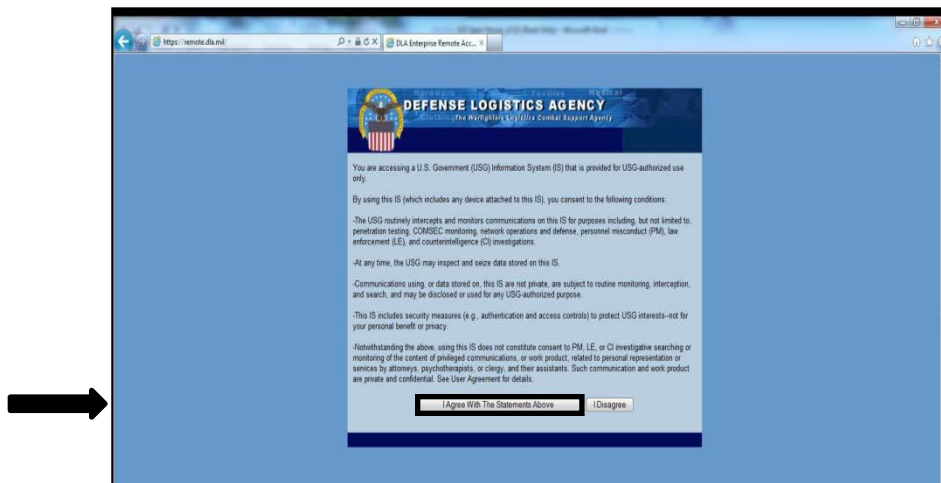 https://remote.dla.mil
DLA Enterprise Remote Acc...
Hardware Textiles Medical
DEFENSE LOGISTICS AGENCY
Clothing The Warfighters Logistics Combat Support Agency
You are accessing a U.S. Government (USG) Information System (IS) that is provided for USG-authorized use
only.
By using this IS (which includes any device attached to this IS), you consent to the following conditions:
-The USG routinely intercepts and monitors communications on this IS for purposes including, but not limited to,
penetration testing, COMSEC monitoring, network operations and defense, personnel misconduct (PM), law
enforcement (LE), and counterintelligence (CI) investigations.
-At any time, the USG may inspect and seize data stored on this IS.
-Communications using, or data stored on, this IS are not private, are subject to routine monitoring, interception,
and search, and may be disclosed or used for any USG-authorized purpose.
-This IS includes security measures (e.g., authentication and access controls) to protect USG interests--not for
your personal benefit or privacy.
-Notwithstanding the above, using this IS does not constitute consent to PM, LE, or CI investigative searching or
monitoring of the content of privileged communications, or work product, related to personal representation or
services by attorneys, psychotherapists, or clergy, and their assistants. Such communication and work product
are private and confidential. See User Agreement for details.
I Agree With The Statements Above I Disagree